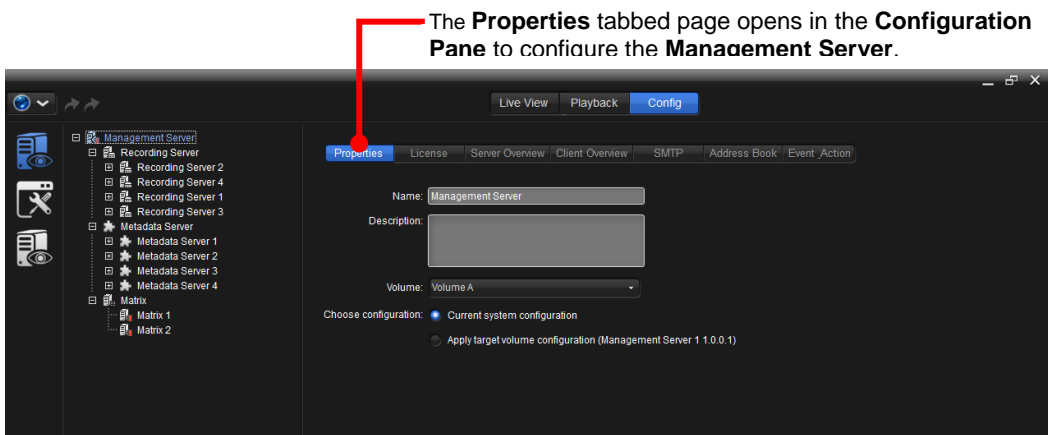 The Properties tabbed page opens in the Configuration
Pane to configure the Management Server.
Live View Playback Config
Management Server
Recording Server
Recording Server 2
Recording Server 4
Recording Server 1
Recording Server 3
Metadata Server
Metadata Server 1
Metadata Server 2
Metadata Server 3
Metadata Server 4
Matrix
Matrix 1
Matrix 2
Properties License Server Overview Client Overview SMTP Address Book Event ,Action
Name: Management Server
Description:
Volume: Volume A
Choose configuration: Current system configuration
Apply target volume configuration (Management Server 1 1.0.0.1)